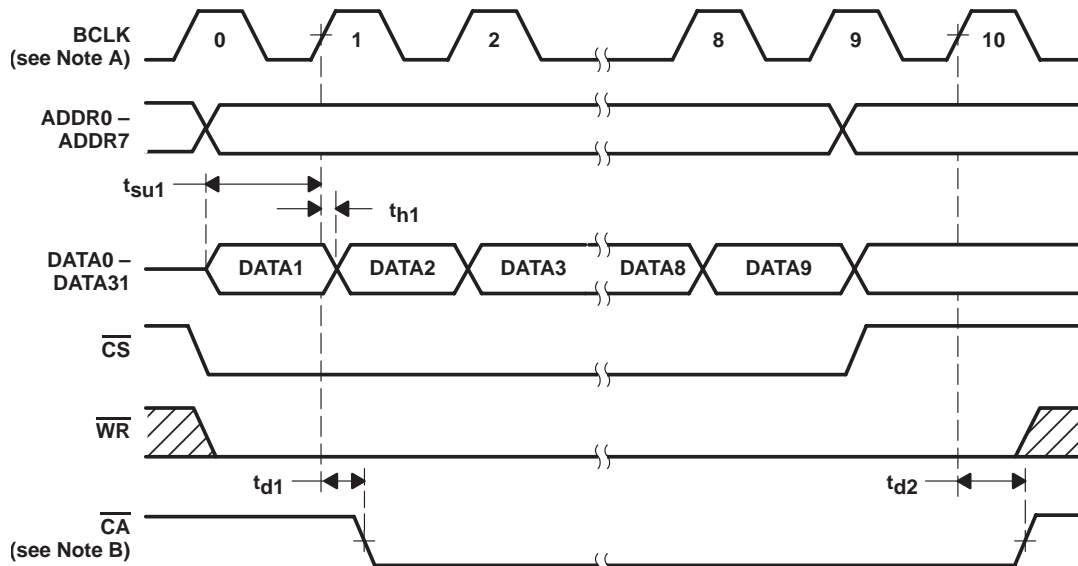 BCLK
(see Note A)
0 1 2 8 9 10
ADDR0 –
ADDR7
tsu1
th1
DATA0 –
DATA31
DATA1 DATA2 DATA3 DATA8 DATA9
CS
WR
td1
td2
CA
(see Note B)